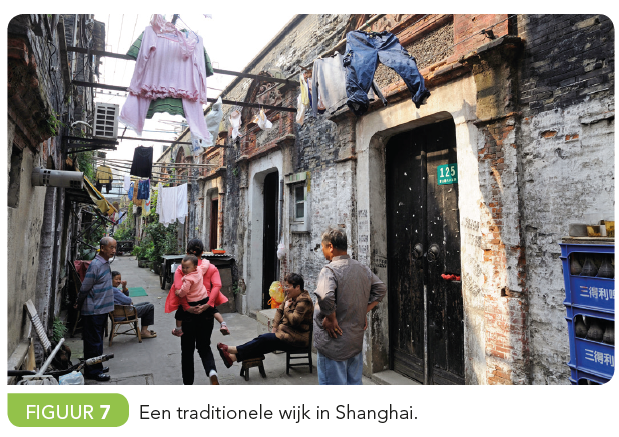 125
三得利
三得利
FIGUUR 7 Een traditionele wijk in Shanghai.